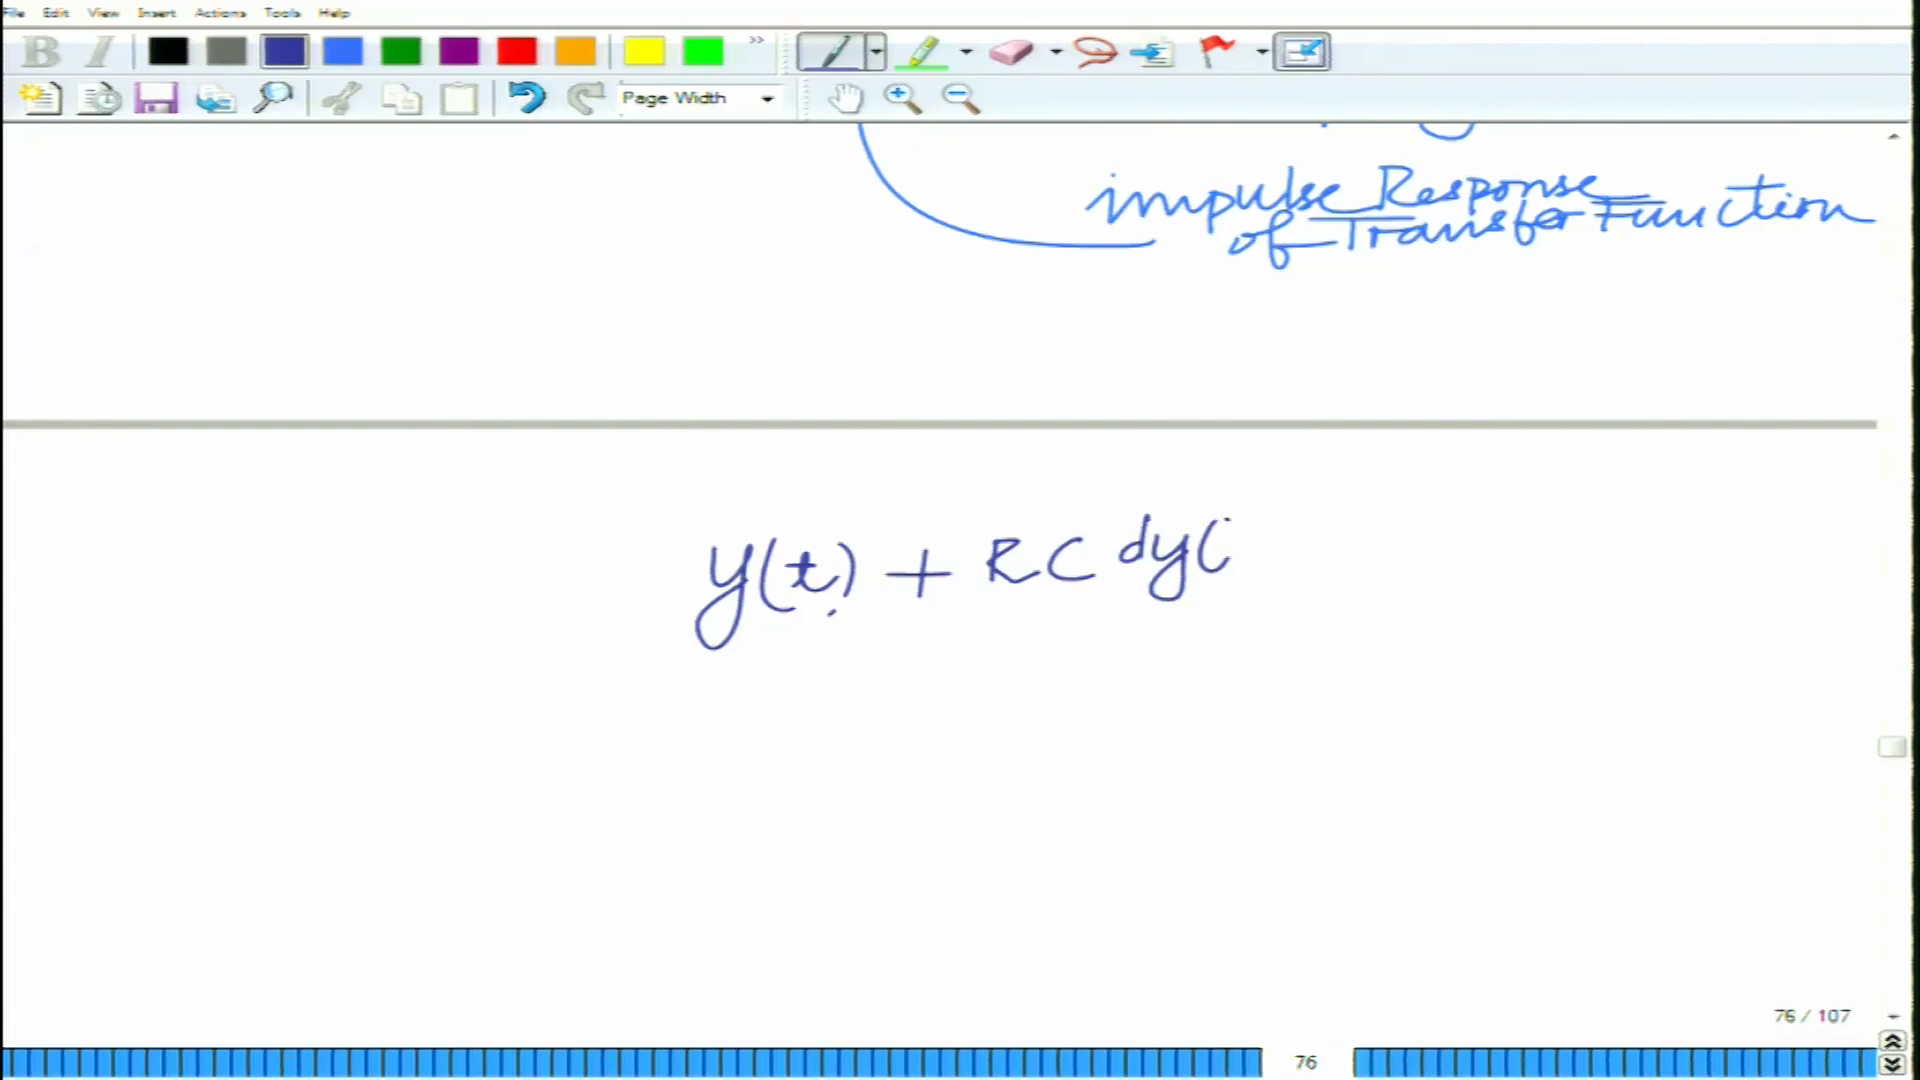 File Edit View Insert Actions Tools Help
B I
Page Width
impulse Response
of Transfer Function
y(t) + RC dy(
76 / 107
76